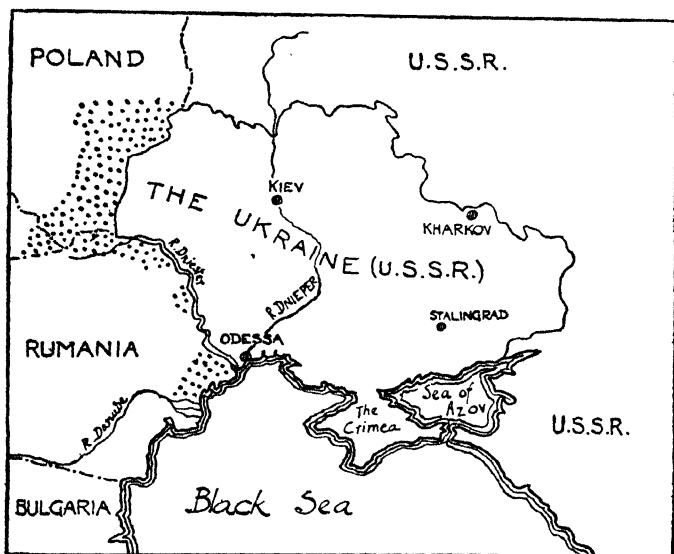 POLAND
U.S.S.R.
KIEV
THE UKRAINE (U.S.S.R.)
KHARKOV
R. Dniester
R. DNIEPER
STALINGRAD
ODESSA
RUMANIA
Sea of
Azov
The
Crimea
R. Danube
U.S.S.R.
BULGARIA
Black Sea